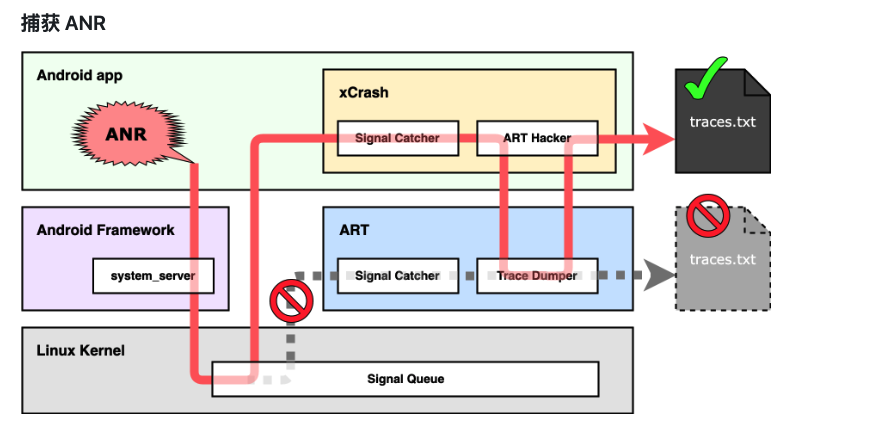 捕获 ANR
Android app
xCrash
ANR
Signal Catcher
ART Hacker
traces.txt
Android Framework
ART
system_server
Signal Catcher
Trace Dumper
traces.txt
Linux Kernel
Signal Queue